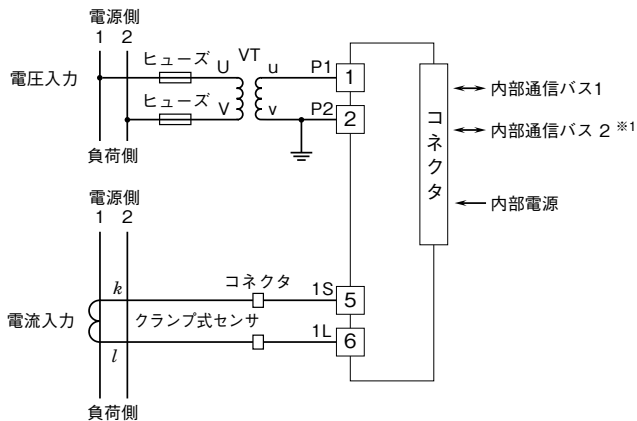 電源側
1 2
電圧入力
ヒューズ
U VT u P1 1
ヒューズ
V v P2 2
負荷側
コネクタ
内部通信バス1
内部通信バス 2 ※1
内部電源
電源側
1 2
電流入力
k
コネクタ
1S 5
クランプ式センサ
1L 6
l
負荷側